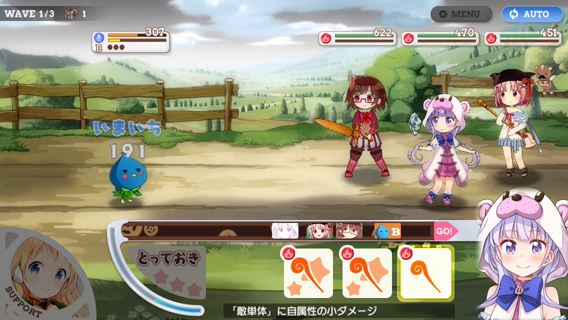 WAVE 1/3 1
MENU
AUTO
307
B
622
470
451
いまいち
191
B
GO!
とっておき
SUPPORT
「敵単体」に自属性の小ダメージ